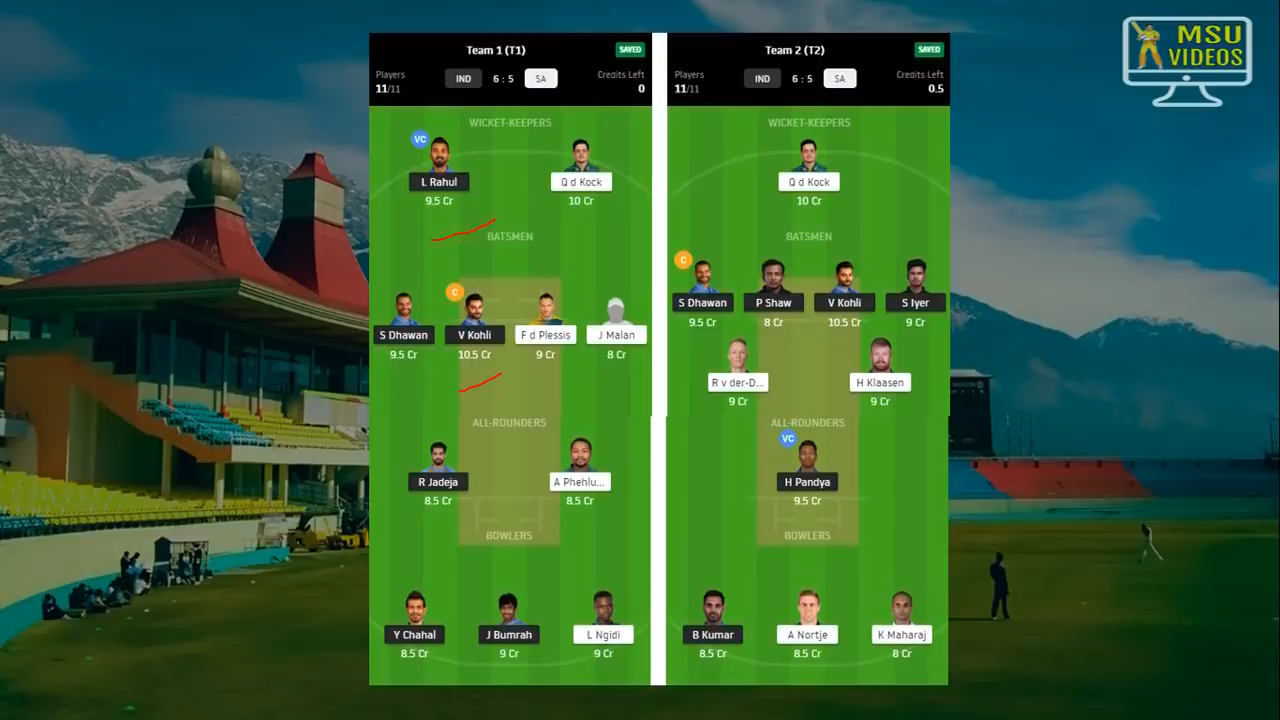 MSU
VIDEOS
Team 1 (T1)
SAVED
Players
11/11
IND
6 : 5
SA
Credits Left
0
WICKET-KEEPERS
VC
L Rahul
9.5 Cr
Q d Kock
10 Cr
BATSMEN
C
S Dhawan
9.5 Cr
V Kohli
10.5 Cr
F d Plessis
9 Cr
J Malan
8 Cr
ALL-ROUNDERS
R Jadeja
8.5 Cr
A Phehlu...
8.5 Cr
BOWLERS
Y Chahal
8.5 Cr
J Bumrah
9 Cr
L Ngidi
9 Cr
Team 2 (T2)
SAVED
Players
11/11
IND
6 : 5
SA
Credits Left
0.5
WICKET-KEEPERS
Q d Kock
10 Cr
BATSMEN
C
S Dhawan
9.5 Cr
P Shaw
8 Cr
V Kohli
10.5 Cr
S Iyer
9 Cr
R v der-D...
9 Cr
H Klaasen
9 Cr
ALL-ROUNDERS
VC
H Pandya
9.5 Cr
BOWLERS
B Kumar
8.5 Cr
A Nortje
8.5 Cr
K Maharaj
8 Cr